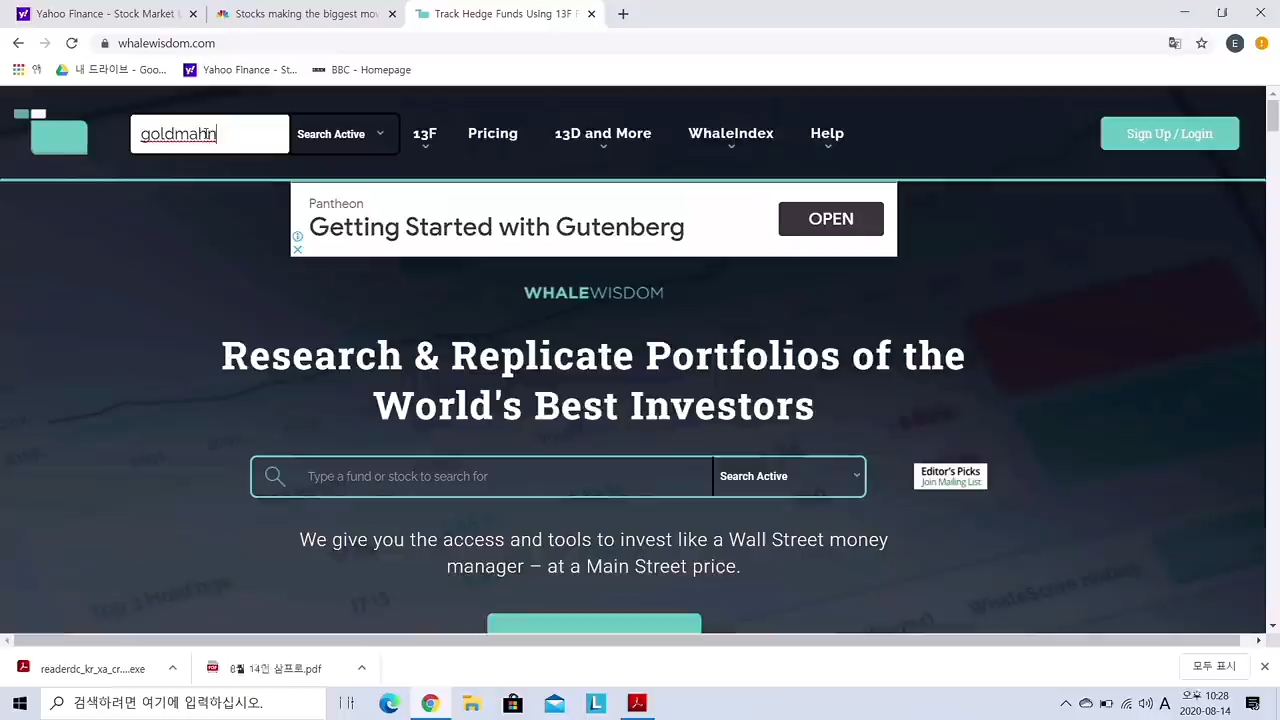 Yahoo Finance - Stock Market
Stocks making the biggest mov
Track Hedge Funds Using 13F F
whalewisdom.com
E
앱
내 드라이브 - Goo...
Yahoo Finance - St...
BBC - Homepage
goldmahn
Search Active
13F
Pricing
13D and More
WhaleIndex
Help
Sign Up / Login
Pantheon
Getting Started with Gutenberg
OPEN
WHALEWISDOM
Research & Replicate Portfolios of the
World's Best Investors
Type a fund or stock to search for
Search Active
Editor's Picks
Join Mailing List
We give you the access and tools to invest like a Wall Street money
manager – at a Main Street price.
readerdc_kr_xa_cr....exe
8월 14언 삼프로.pdf
모두 표시
검색하려면 여기에 입력하십시오.
A
오후 10:28
2020-08-14